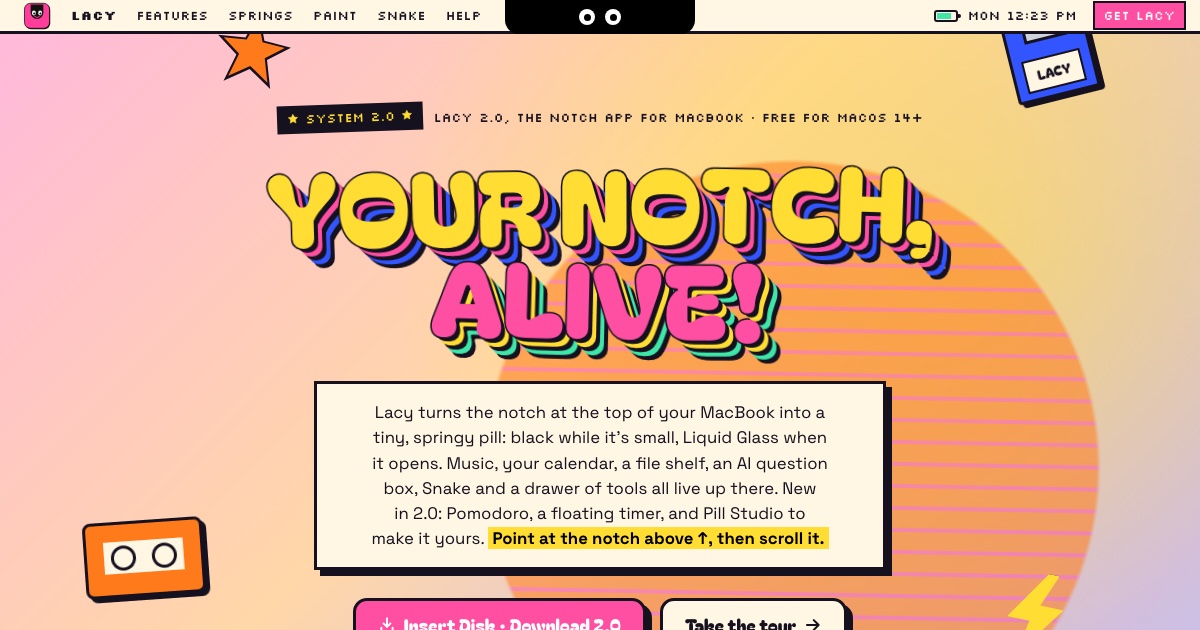 LACY FEATURES SPRINGS PAINT SNAKE HELP MON 12:23 PM GET LACY
LACY
★ SYSTEM 2.0 ★ LACY 2.0, THE NOTCH APP FOR MACBOOK · FREE FOR MACOS 14+
YOUR NOTCH,
ALIVE!
Lacy turns the notch at the top of your MacBook into a
tiny, springy pill: black while it's small, Liquid Glass when
it opens. Music, your calendar, a file shelf, an AI question
box, Snake and a drawer of tools all live up there. New
in 2.0: Pomodoro, a floating timer, and Pill Studio to
make it yours. Point at the notch above ↑, then scroll it.
Insert Disk · Download 2.0 Take the tour →